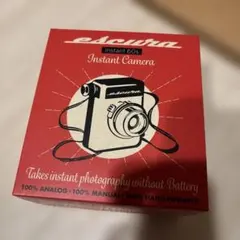 escura
instant 60s
Instant Camera
Takes instant photography without Battery
100% ANALOG · 100% MANUAL